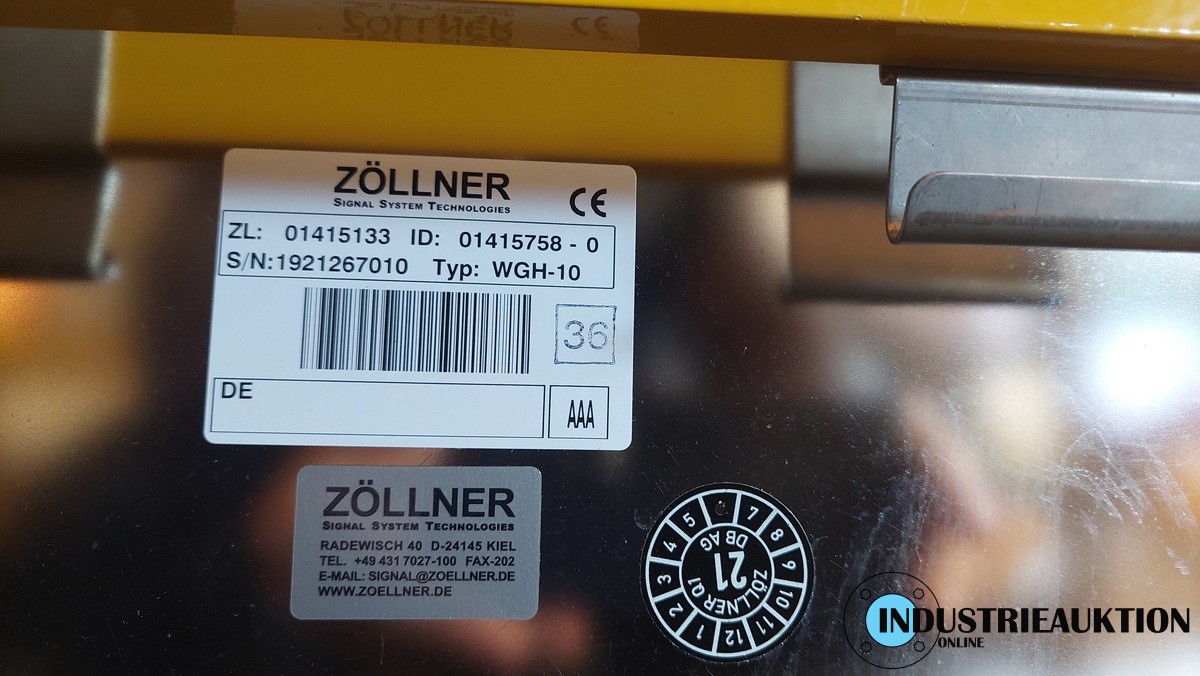 ZÖLLNER
SIGNAL SYSTEM TECHNOLOGIES
CE
ZL: 01415133 ID: 01415758 - 0
S/N:1921267010 Typ: WGH-10
36
DE
AAA
ZÖLLNER
SIGNAL SYSTEM TECHNOLOGIES
RADEWISCH 40 D-24145 KIEL
TEL. +49 431 7027-100 FAX-202
E-MAIL: SIGNAL@ZOELLNER.DE
WWW.ZOELLNER.DE
1 2 3 4 5 7 8 9 10 11 12
DB AG
21
ZÖLLNER 01
INDUSTRIEAUKTION
ONLINE